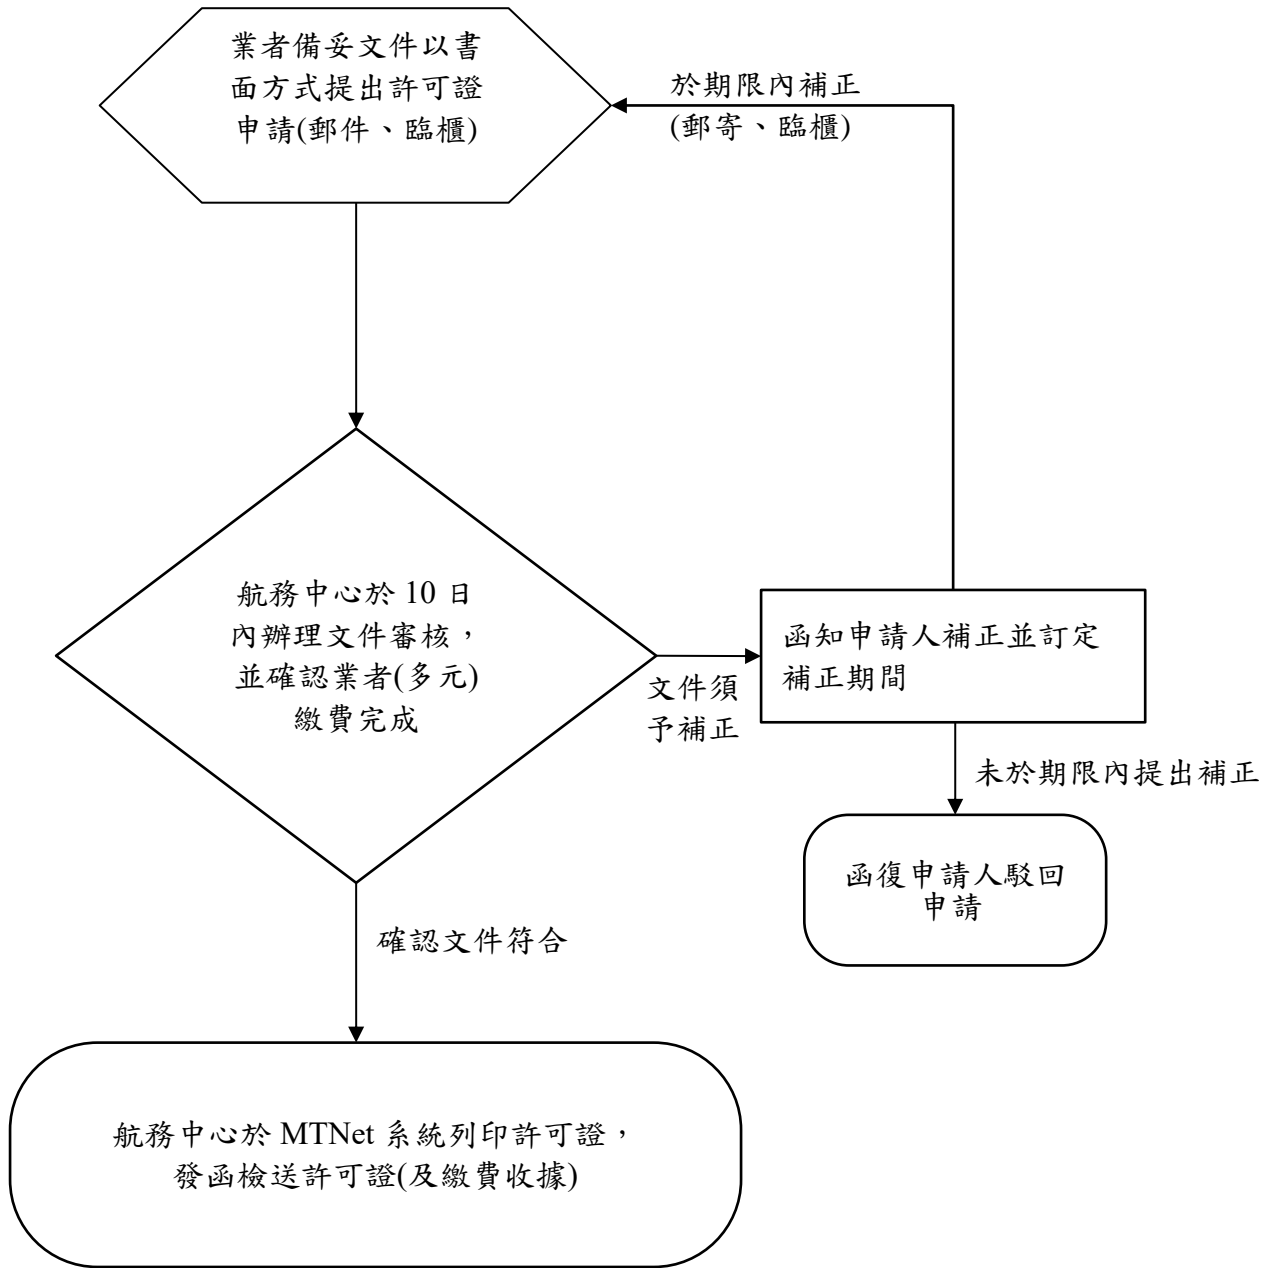 業者備妥文件以書
面方式提出許可證
申請(郵件、臨櫃)
於期限內補正
(郵寄、臨櫃)
航務中心於 10 日
內辦理文件審核，
並確認業者(多元)
繳費完成
文件須
予補正
函知申請人補正並訂定
補正期間
未於期限內提出補正
函復申請人駁回
申請
確認文件符合
航務中心於 MTNet 系統列印許可證，
發函檢送許可證(及繳費收據)